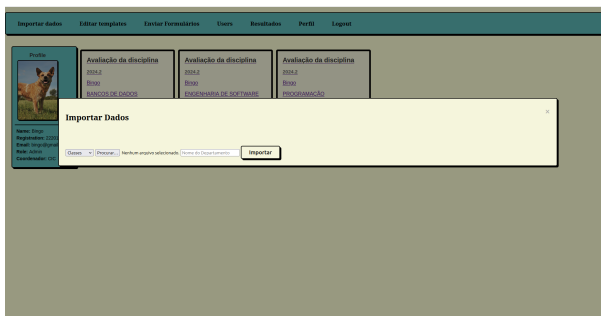 Importar dados Editar templates Enviar Formulários Users Resultados Perfil Logout
Profile
Name: Bingo
Registration:
Email:
Role: Admin
Coordenador:
Avaliação da disciplina
2024.2
Bingo
BANCOS DE DADOS
Avaliação da disciplina
2024.2
Bingo
ENGENHARIA DE SOFTWARE
Avaliação da disciplina
2024.2
Bingo
PROGRAMAÇÃO
Importar Dados
×
Classes Procurar... Nenhum arquivo selecionado. Nome do Departamento Importar